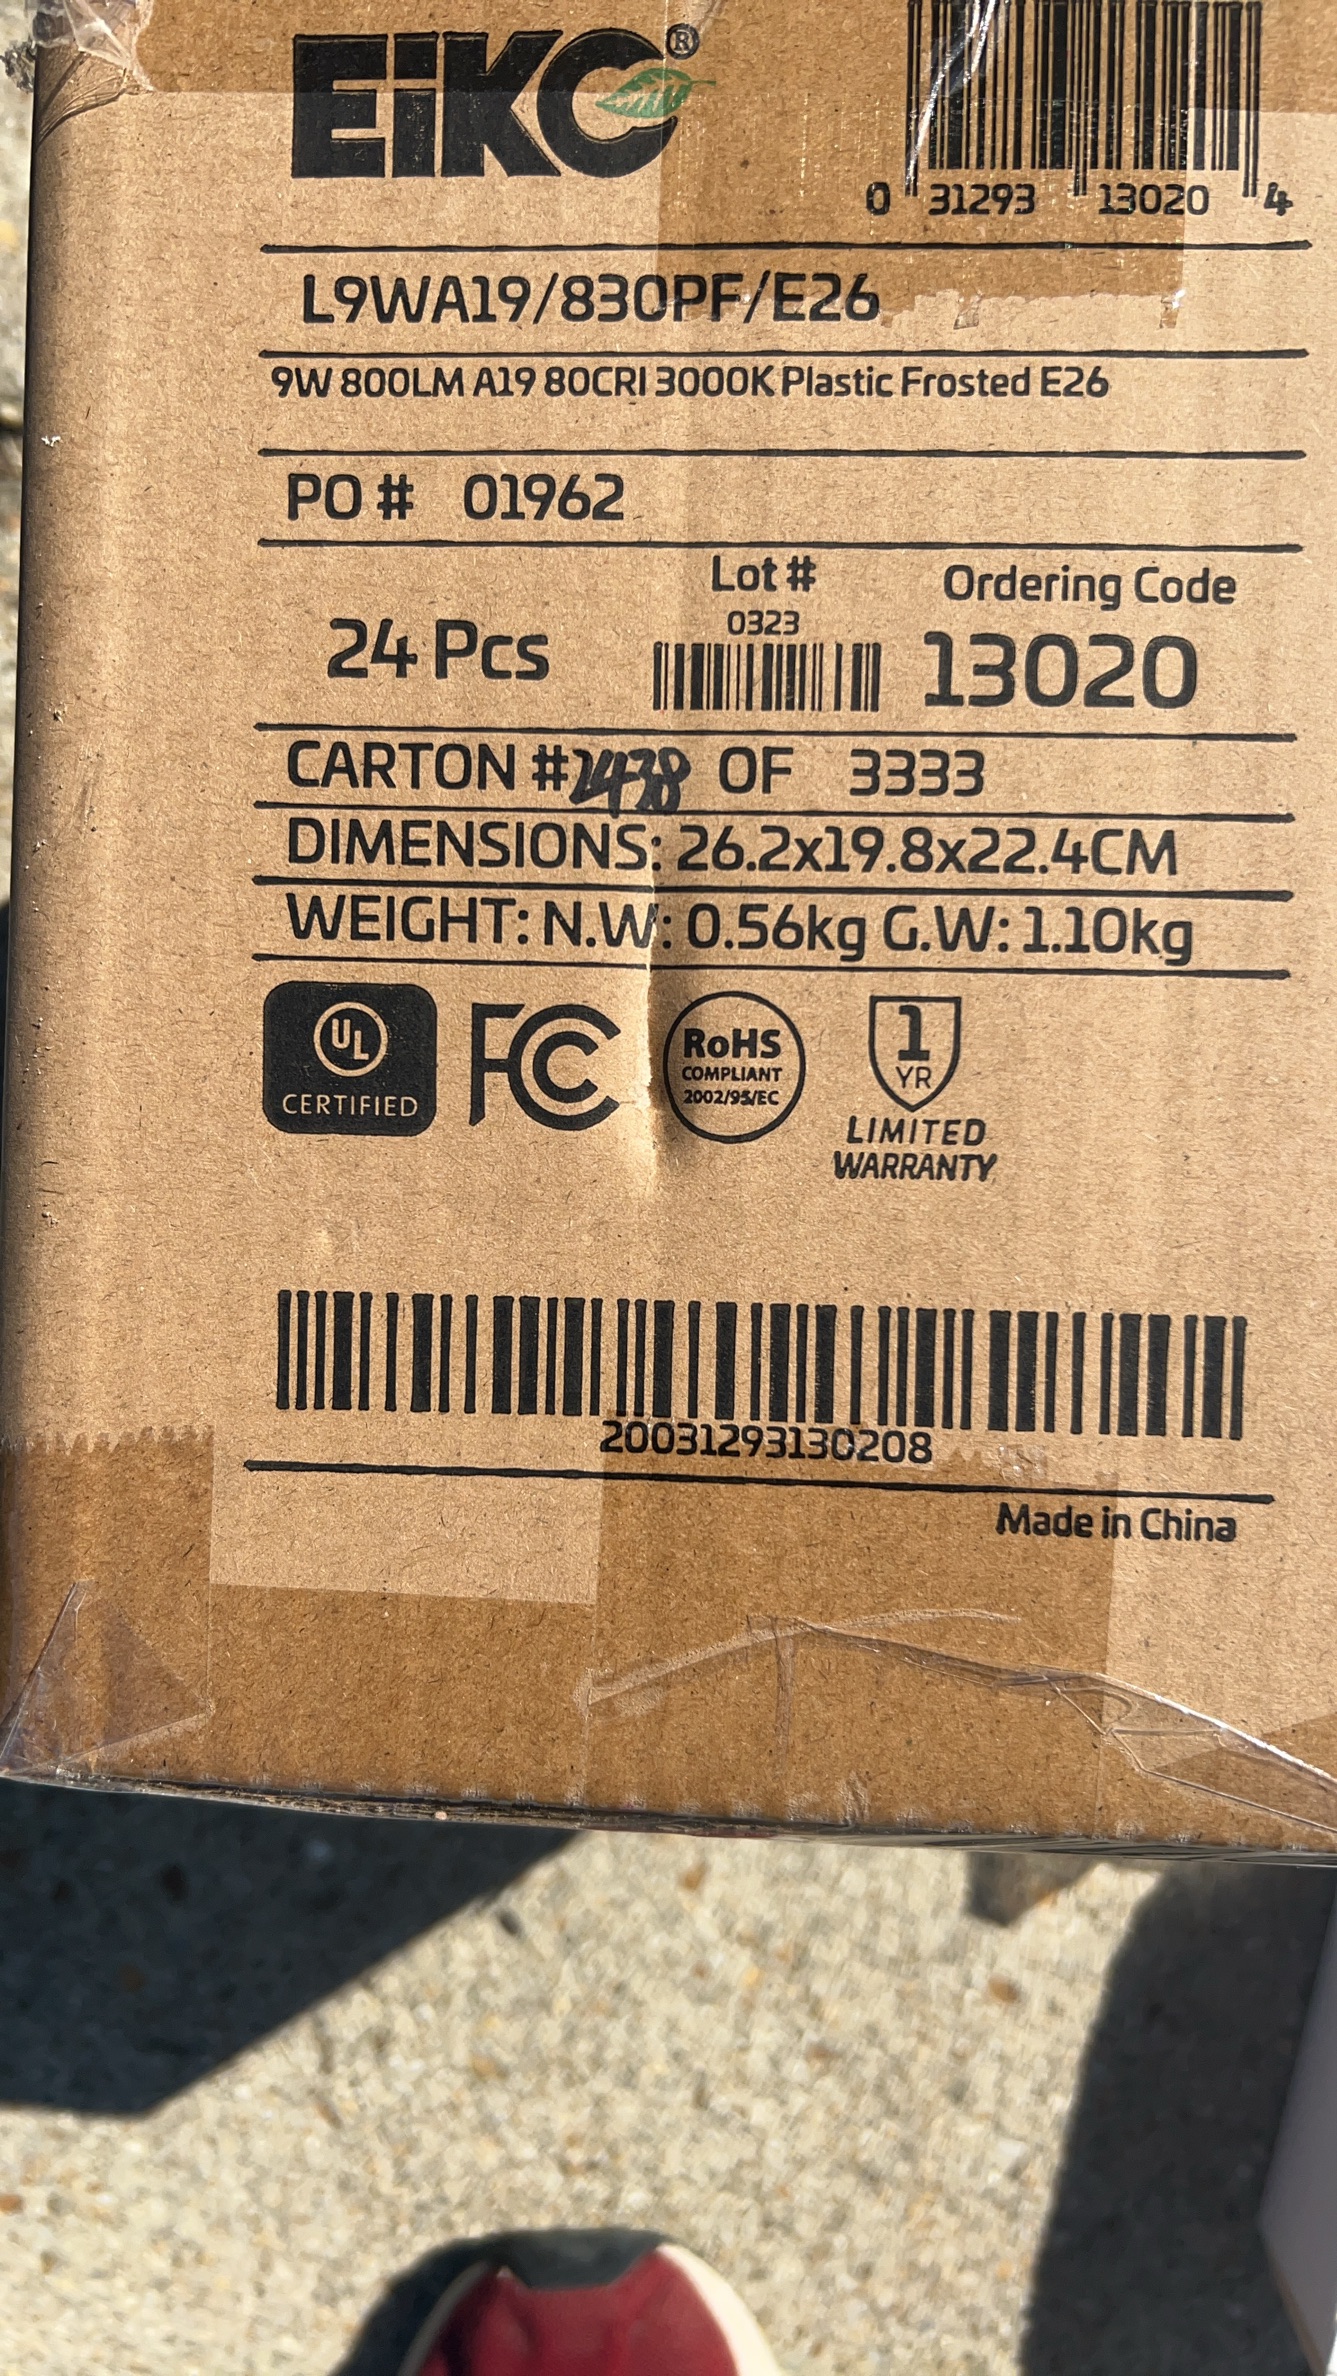 EiKO®
0 31293 13020 4
L9WA19/830PF/E26
9W 800LM A19 80CRI 3000K Plastic Frosted E26
PO # 01962
24 Pcs
Lot #
0323
Ordering Code
13020
CARTON #2438 OF 3333
DIMENSIONS: 26.2x19.8x22.4CM
WEIGHT: N.W: 0.56kg G.W: 1.10kg
UL
CERTIFIED
FC
RoHS
COMPLIANT
2002/95/EC
1
YR
LIMITED
WARRANTY
20031293130208
Made in China